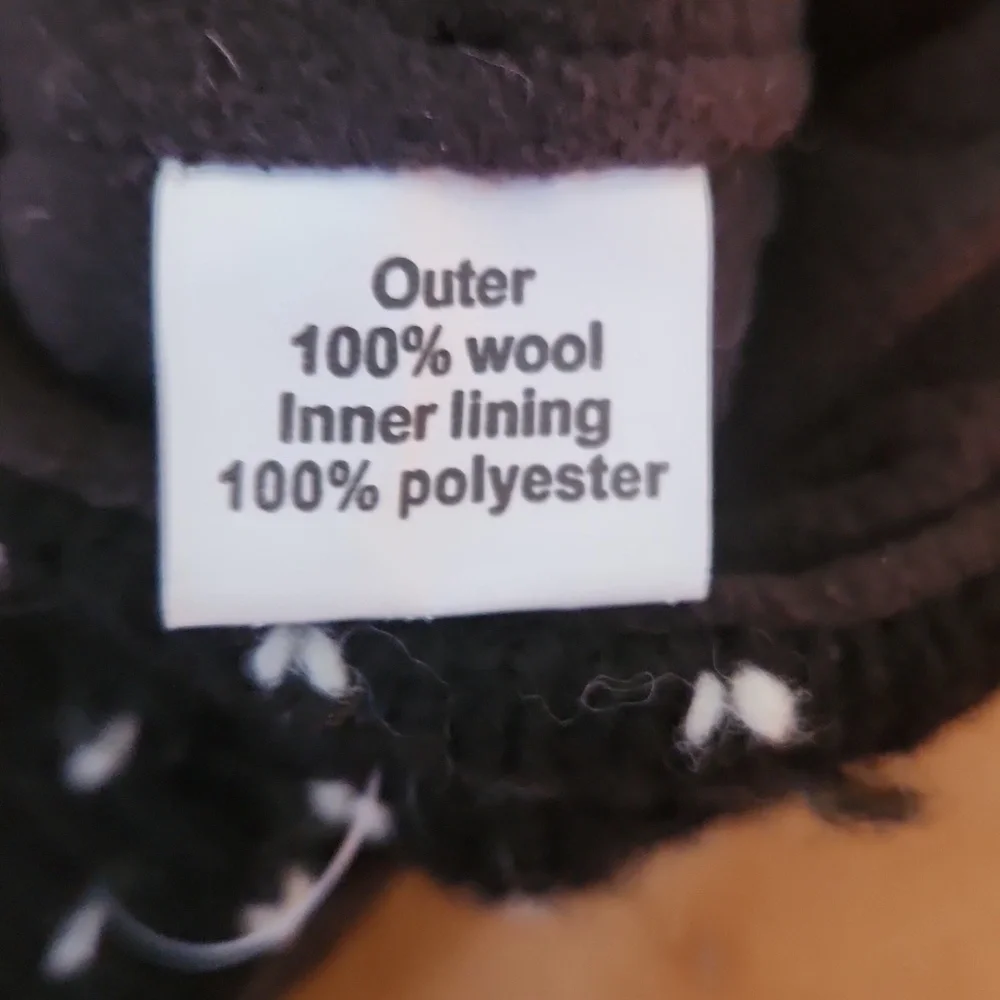 Outer
100% wool
Inner lining
100% polyester